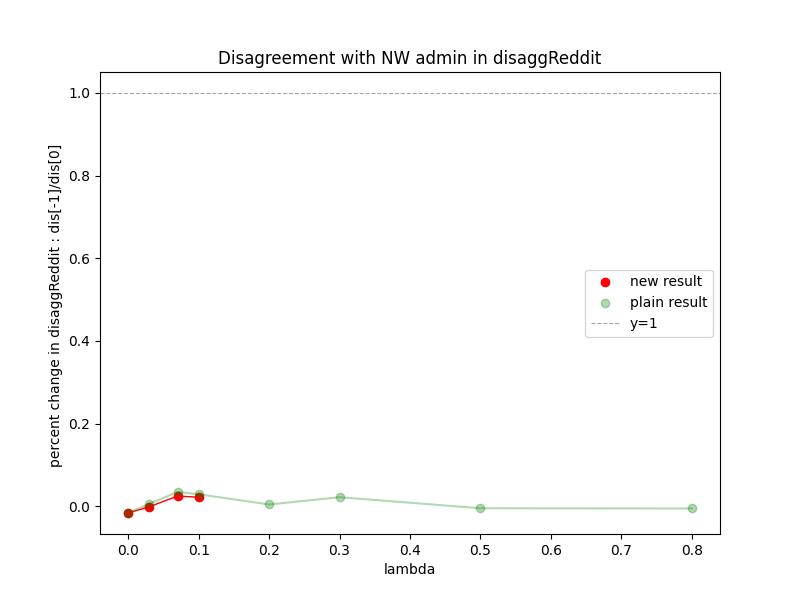 Disagreement with NW admin in disaggReddit
percent change in disaggReddit : dis[-1]/dis[0]
1.0
0.8
0.6
0.4
0.2
0.0
new result
plain result
y=1
0.0 0.1 0.2 0.3 0.4 0.5 0.6 0.7 0.8
lambda